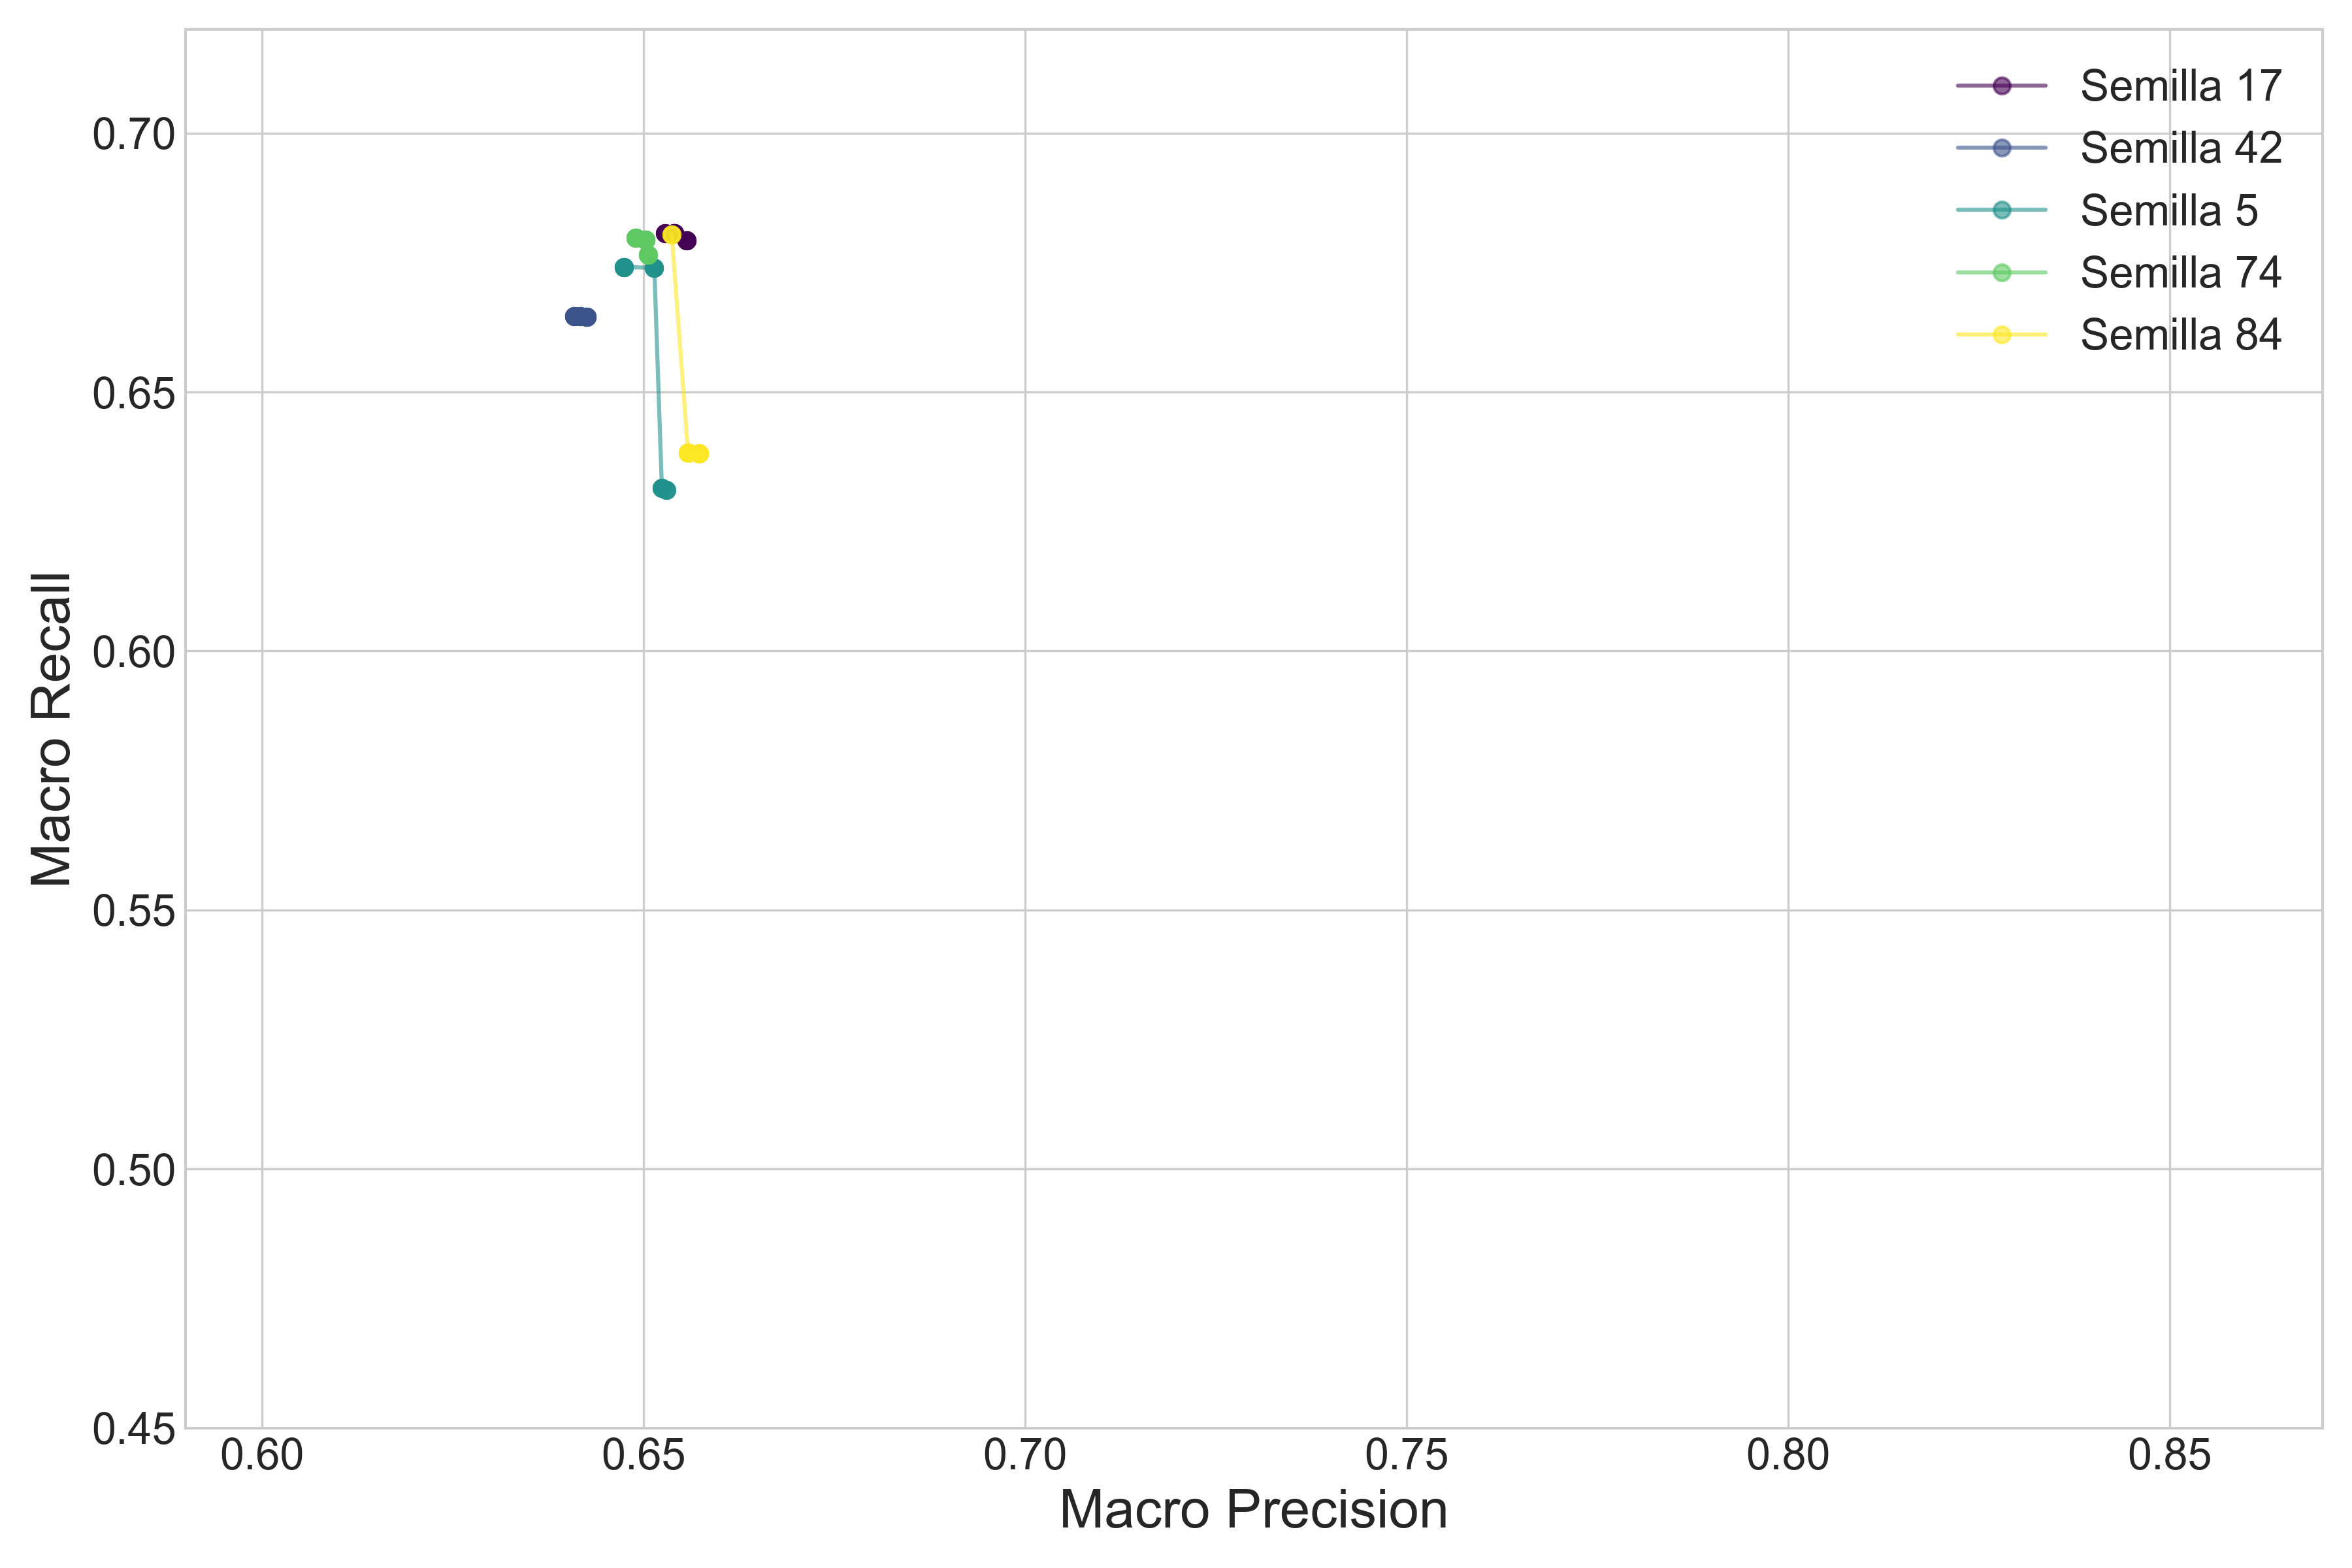 Semilla 17
Semilla 42
Semilla 5
Semilla 74
Semilla 84
0.70
0.65
0.60
0.55
0.50
0.45
Macro Recall
0.60 0.65 0.70 0.75 0.80 0.85
Macro Precision